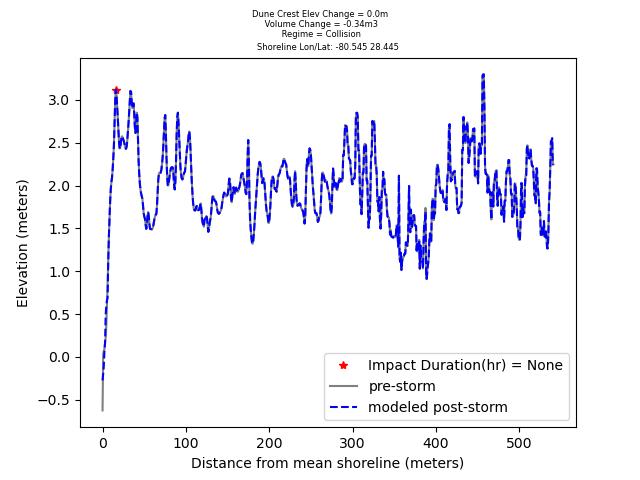 Dune Crest Elev Change = 0.0m
Volume Change = -0.34m3
Regime = Collision
Shoreline Lon/Lat: -80.545 28.445
3.0
2.5
2.0
1.5
1.0
0.5
0.0
−0.5
Elevation (meters)
Impact Duration(hr) = None
pre-storm
modeled post-storm
0
100
200
300
400
500
Distance from mean shoreline (meters)